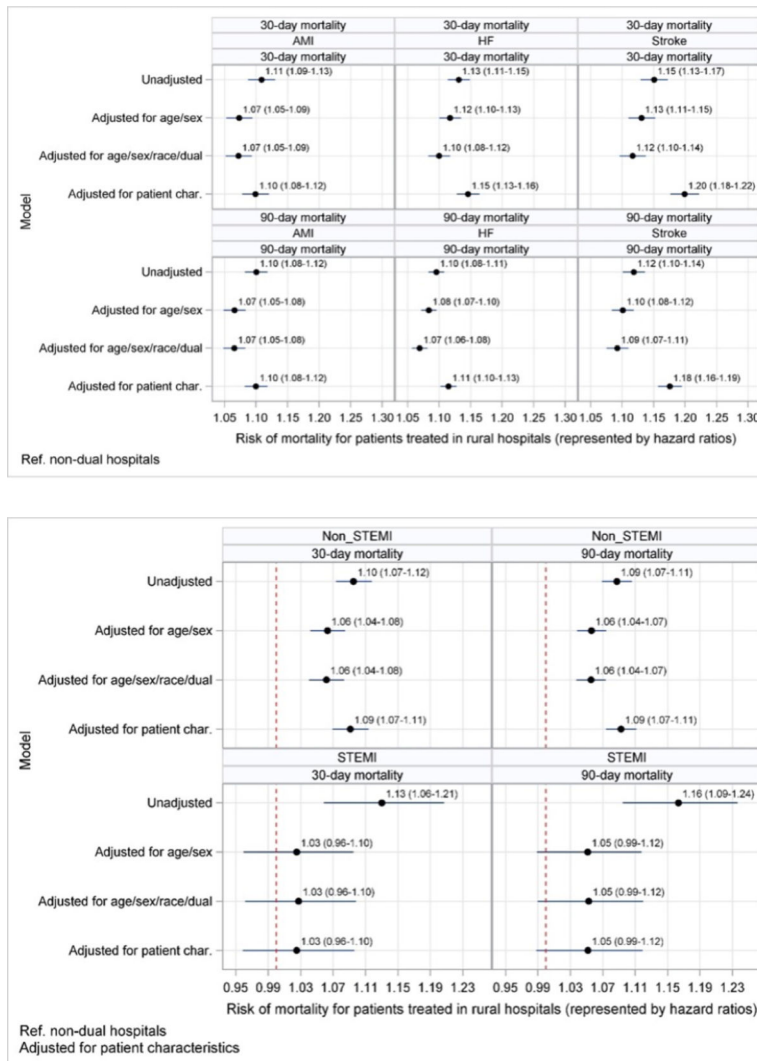 30-day mortality 30-day mortality 30-day mortality
AMI HF Stroke
30-day mortality 30-day mortality 30-day mortality
Unadjusted 1.11 (1.09-1.13) 1.13 (1.11-1.15) 1.15 (1.13-1.17)
Adjusted for age/sex 1.07 (1.05-1.09) 1.12 (1.10-1.13) 1.13 (1.11-1.15)
Adjusted for age/sex/race/dual 1.07 (1.05-1.09) 1.10 (1.08-1.12) 1.12 (1.10-1.14)
Adjusted for patient char. 1.10 (1.08-1.12) 1.15 (1.13-1.16) 1.20 (1.18-1.22)
Model
90-day mortality 90-day mortality 90-day mortality
AMI HF Stroke
90-day mortality 90-day mortality 90-day mortality
Unadjusted 1.10 (1.08-1.12) 1.10 (1.08-1.11) 1.12 (1.10-1.14)
Adjusted for age/sex 1.07 (1.05-1.08) 1.08 (1.07-1.10) 1.10 (1.08-1.12)
Adjusted for age/sex/race/dual 1.07 (1.05-1.08) 1.07 (1.06-1.08) 1.09 (1.07-1.11)
Adjusted for patient char. 1.10 (1.08-1.12) 1.11 (1.10-1.13) 1.18 (1.16-1.19)
1.05 1.10 1.15 1.20 1.25 1.30 1.05 1.10 1.15 1.20 1.25 1.30 1.05 1.10 1.15 1.20 1.25 1.30
Risk of mortality for patients treated in rural hospitals (represented by hazard ratios)
Ref. non-dual hospitals
Non_STEMI Non_STEMI
30-day mortality 90-day mortality
Unadjusted 1.10 (1.07-1.12) 1.09 (1.07-1.11)
Adjusted for age/sex 1.06 (1.04-1.08) 1.06 (1.04-1.07)
Adjusted for age/sex/race/dual 1.06 (1.04-1.08) 1.06 (1.04-1.07)
Adjusted for patient char. 1.09 (1.07-1.11) 1.09 (1.07-1.11)
Model
STEMI STEMI
30-day mortality 90-day mortality
Unadjusted 1.13 (1.06-1.21) 1.16 (1.09-1.24)
Adjusted for age/sex 1.03 (0.96-1.10) 1.05 (0.99-1.12)
Adjusted for age/sex/race/dual 1.03 (0.96-1.10) 1.05 (0.99-1.12)
Adjusted for patient char. 1.03 (0.96-1.10) 1.05 (0.99-1.12)
0.95 0.99 1.03 1.07 1.11 1.15 1.19 1.23 0.95 0.99 1.03 1.07 1.11 1.15 1.19 1.23
Risk of mortality for patients treated in rural hospitals (represented by hazard ratios)
Ref. non-dual hospitals
Adjusted for patient characteristics